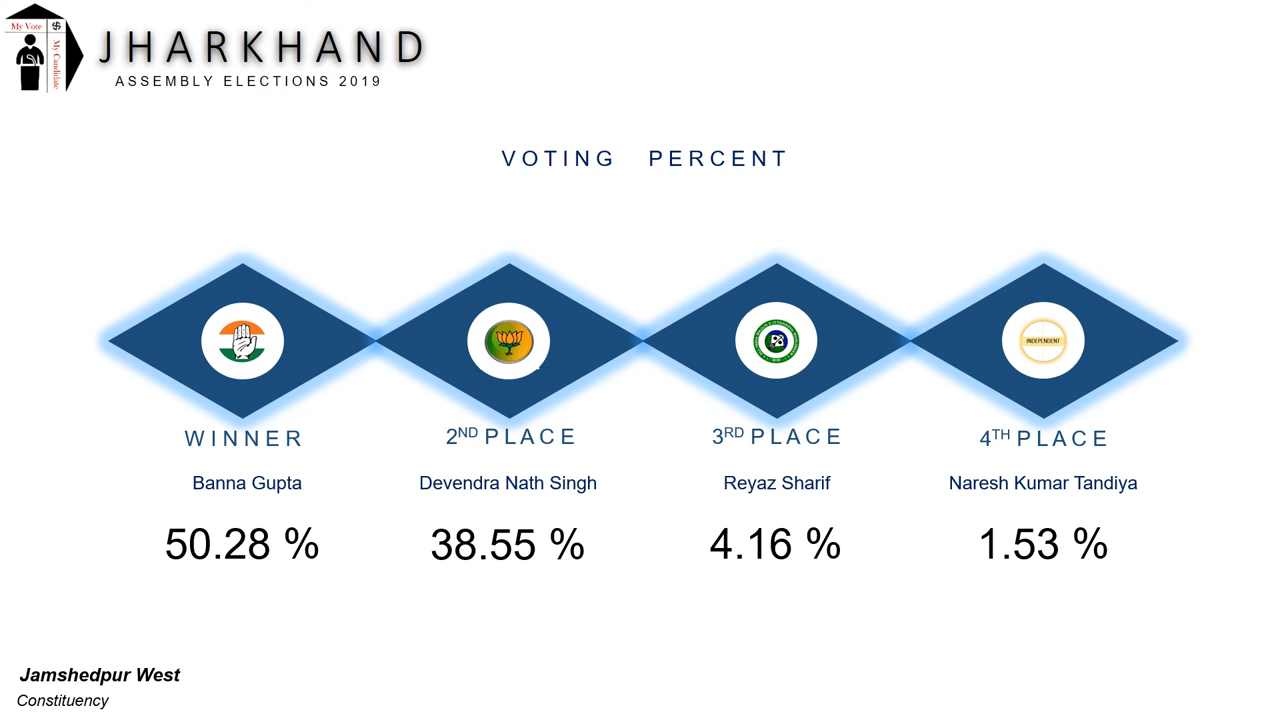 My Vote
My Candidate
JHARKHAND
ASSEMBLY ELECTIONS 2019
VOTING PERCENT
INDEPENDENT
WINNER
2ND PLACE
3RD PLACE
4TH PLACE
Banna Gupta
Devendra Nath Singh
Reyaz Sharif
Naresh Kumar Tandiya
50.28 %
38.55 %
4.16 %
1.53 %
Jamshedpur West
Constituency